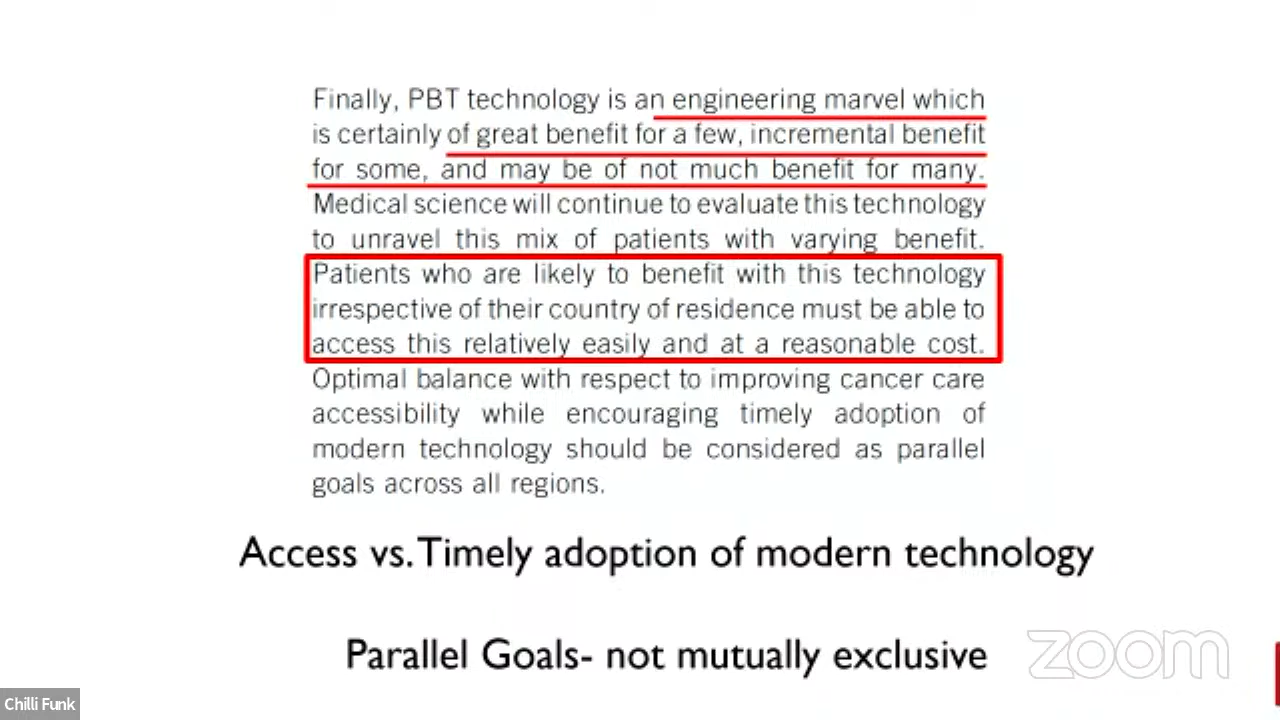 Finally, PBT technology is an engineering marvel which
is certainly of great benefit for a few, incremental benefit
for some, and may be of not much benefit for many.
Medical science will continue to evaluate this technology
to unravel this mix of patients with varying benefit.
Patients who are likely to benefit with this technology
irrespective of their country of residence must be able to
access this relatively easily and at a reasonable cost.
Optimal balance with respect to improving cancer care
accessibility while encouraging timely adoption of
modern technology should be considered as parallel
goals across all regions.
Access vs. Timely adoption of modern technology
Parallel Goals- not mutually exclusive
zoom
Chilli Funk